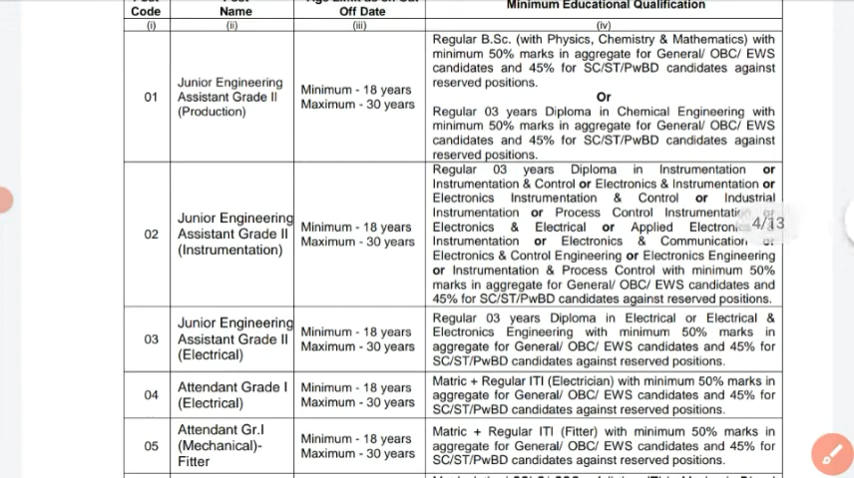 Minimum Educational Qualification
Code Name Off Date
(i) (ii) (iii) (iv)
01
Junior Engineering
Assistant Grade II
(Production)
Minimum - 18 years
Maximum - 30 years
Regular B.Sc. (with Physics, Chemistry & Mathematics) with
minimum 50% marks in aggregate for General/ OBC/ EWS
candidates and 45% for SC/ST/PwBD candidates against
reserved positions.
Or
Regular 03 years Diploma in Chemical Engineering with
minimum 50% marks in aggregate for General/ OBC/ EWS
candidates and 45% for SC/ST/PwBD candidates against
reserved positions.
02
Junior Engineering
Assistant Grade II
(Instrumentation)
Minimum - 18 years
Maximum - 30 years
Regular 03 years Diploma in Instrumentation or
Instrumentation & Control or Electronics & Instrumentation or
Electronics Instrumentation & Control or Industrial
Instrumentation or Process Control Instrumentation or
Electronics & Electrical or Applied Electronics
Instrumentation or Electronics & Communication or
Electronics & Control Engineering or Electronics Engineering
or Instrumentation & Process Control with minimum 50%
marks in aggregate for General/ OBC/ EWS candidates and
45% for SC/ST/PwBD candidates against reserved positions.
4/13
03
Junior Engineering
Assistant Grade II
(Electrical)
Minimum - 18 years
Maximum - 30 years
Regular 03 years Diploma in Electrical or Electrical &
Electronics Engineering with minimum 50% marks in
aggregate for General/ OBC/ EWS candidates and 45% for
SC/ST/PwBD candidates against reserved positions.
04
Attendant Grade I
(Electrical)
Minimum - 18 years
Maximum - 30 years
Matric + Regular ITI (Electrician) with minimum 50% marks in
aggregate for General/ OBC/ EWS candidates and 45% for
SC/ST/PwBD candidates against reserved positions.
05
Attendant Gr.I
(Mechanical)-
Fitter
Minimum - 18 years
Maximum - 30 years
Matric + Regular ITI (Fitter) with minimum 50% marks in
aggregate for General/ OBC/ EWS candidates and 45% for
SC/ST/PwBD candidates against reserved positions.